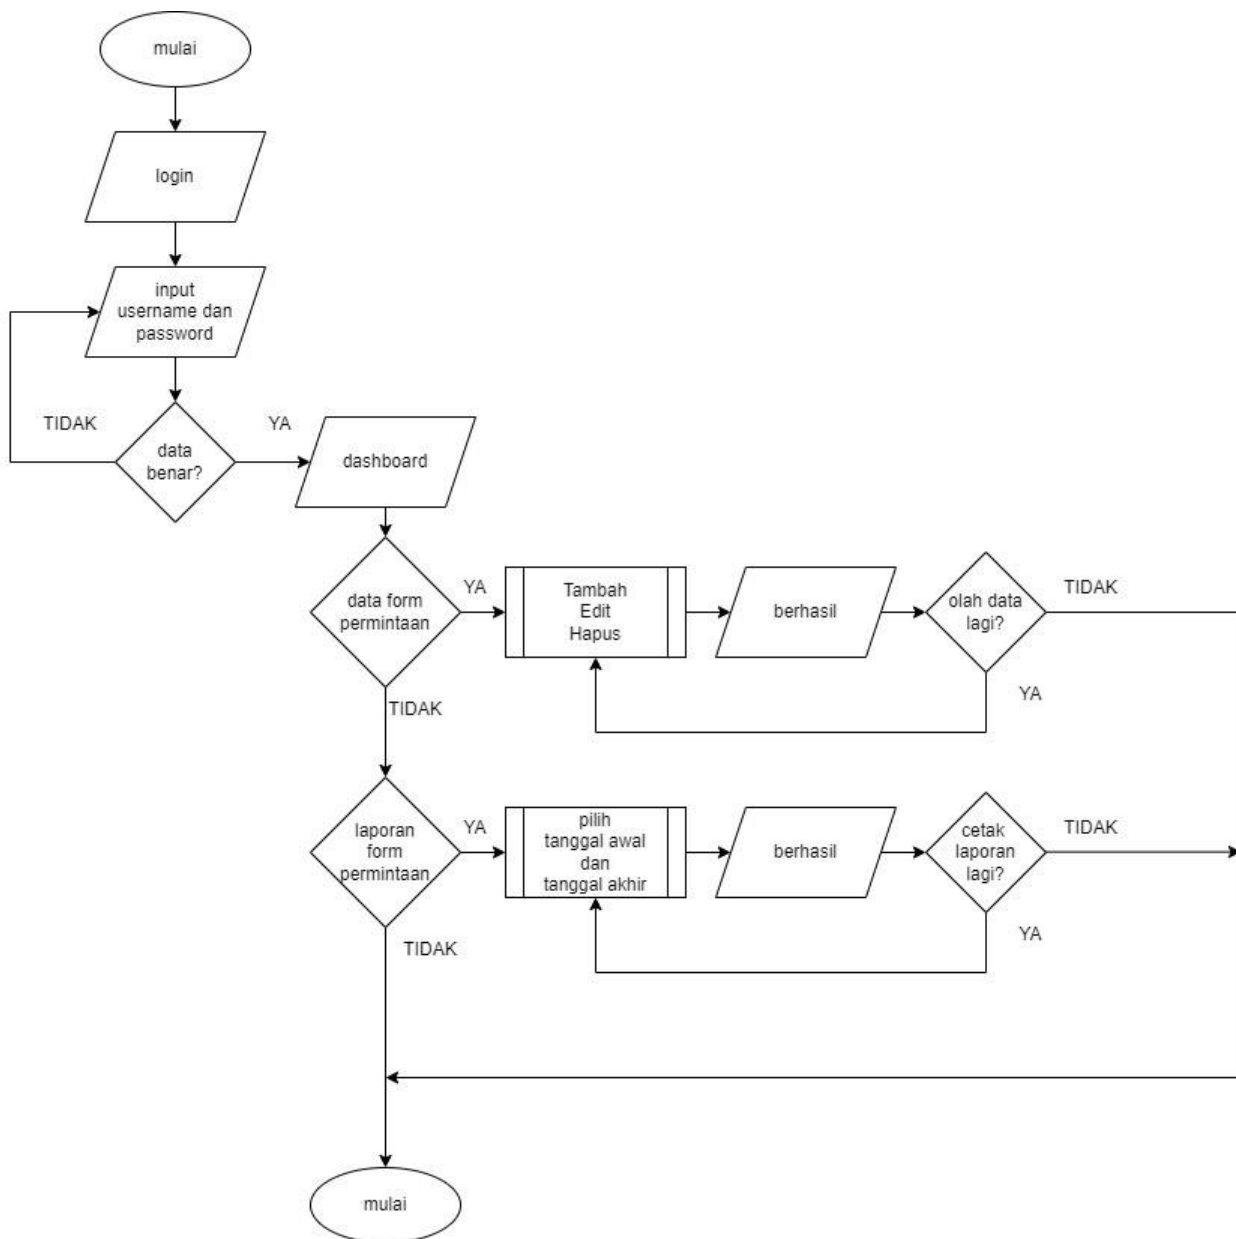 mulai
login
input
username dan
password
TIDAK
YA
data
benar?
dashboard
data form
permintaan
YA
Tambah
Edit
Hapus
berhasil
olah data
lagi?
TIDAK
YA
TIDAK
laporan
form
permintaan
YA
pilih
tanggal awal
dan
tanggal akhir
berhasil
cetak
laporan
lagi?
TIDAK
YA
TIDAK
mulai